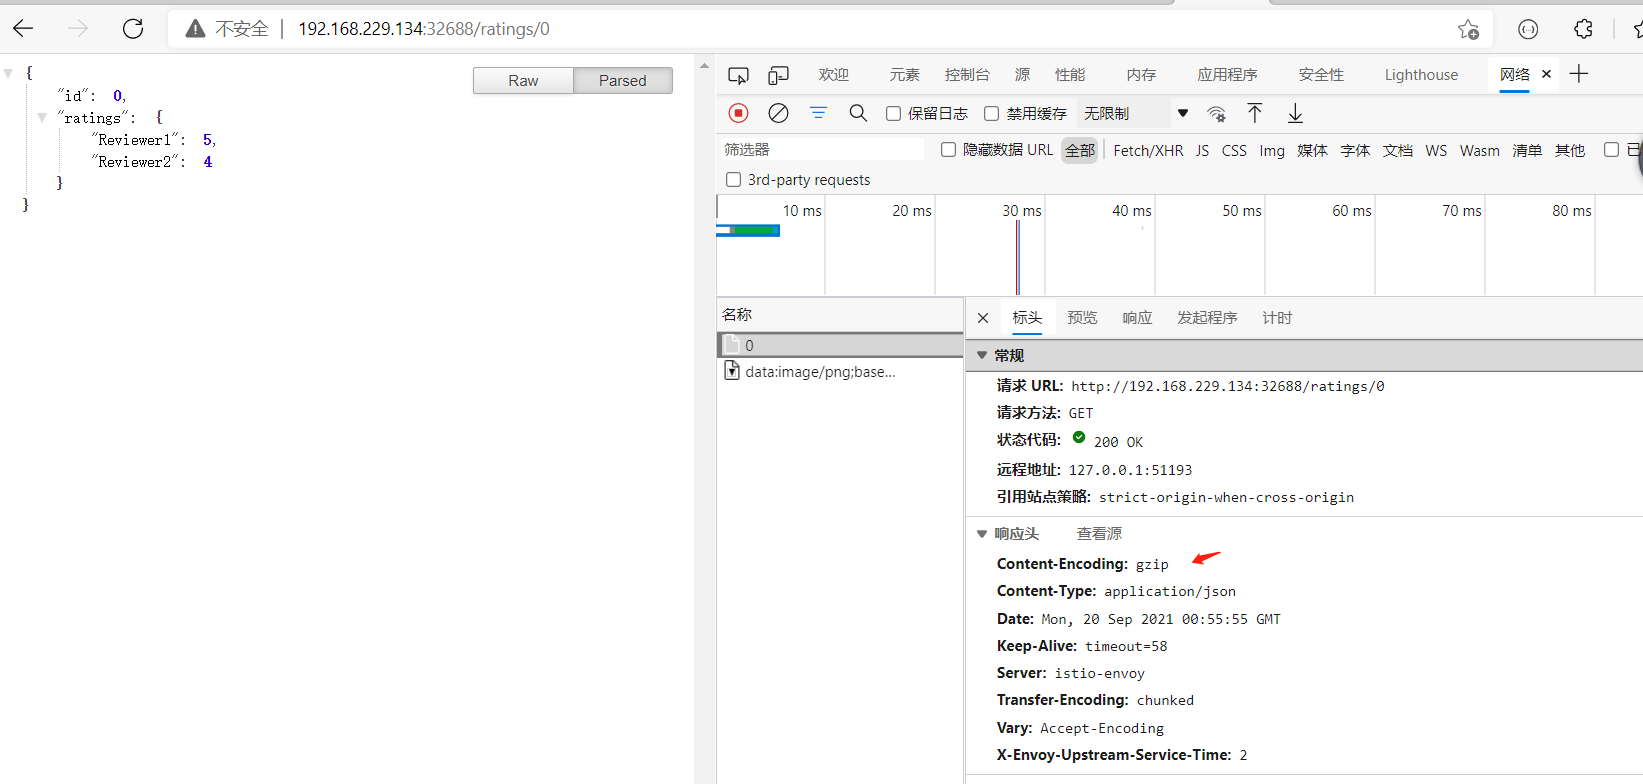 不安全 | 192.168.229.134:32688/ratings/0
{
"id": 0,
"ratings": {
"Reviewer1": 5,
"Reviewer2": 4
}
}
Raw Parsed
欢迎 元素 控制台 源 性能 内存 应用程序 安全性 Lighthouse 网络
保留日志 禁用缓存 无限制
筛选器 隐藏数据 URL 全部 Fetch/XHR JS CSS Img 媒体 字体 文档 WS Wasm 清单 其他 已
3rd-party requests
10 ms 20 ms 30 ms 40 ms 50 ms 60 ms 70 ms 80 ms
名称
0
data:image/png;base...
标头 预览 响应 发起程序 计时
常规
请求 URL: http://192.168.229.134:32688/ratings/0
请求方法: GET
状态代码: 200 OK
远程地址: 127.0.0.1:51193
引用站点策略: strict-origin-when-cross-origin
响应头 查看源
Content-Encoding: gzip
Content-Type: application/json
Date: Mon, 20 Sep 2021 00:55:55 GMT
Keep-Alive: timeout=58
Server: istio-envoy
Transfer-Encoding: chunked
Vary: Accept-Encoding
X-Envoy-Upstream-Service-Time: 2